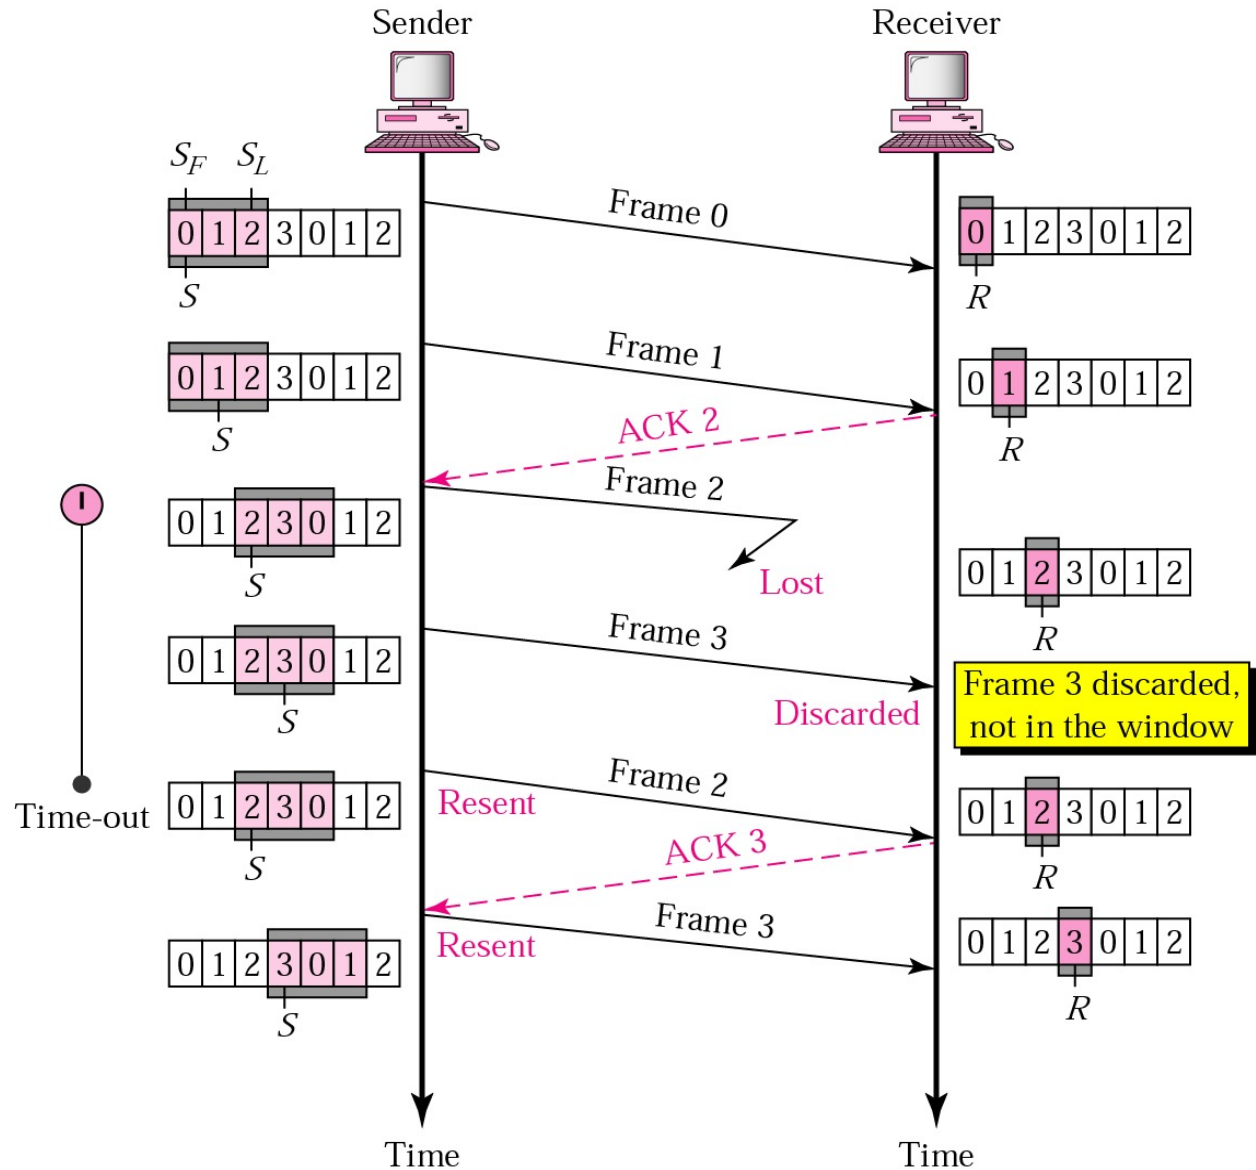 Sender
Receiver
S_F S_L
Frame 0
0 1 2 3 0 1 2
0 1 2 3 0 1 2
S
R
Frame 1
0 1 2 3 0 1 2
0 1 2 3 0 1 2
ACK 2
S
R
Frame 2
0 1 2 3 0 1 2
0 1 2 3 0 1 2
Lost
S
R
Frame 3
0 1 2 3 0 1 2
Frame 3 discarded,
not in the window
Discarded
S
Frame 2
Resent
Time-out
0 1 2 3 0 1 2
0 1 2 3 0 1 2
ACK 3
S
R
Frame 3
Resent
0 1 2 3 0 1 2
0 1 2 3 0 1 2
S
R
Time
Time